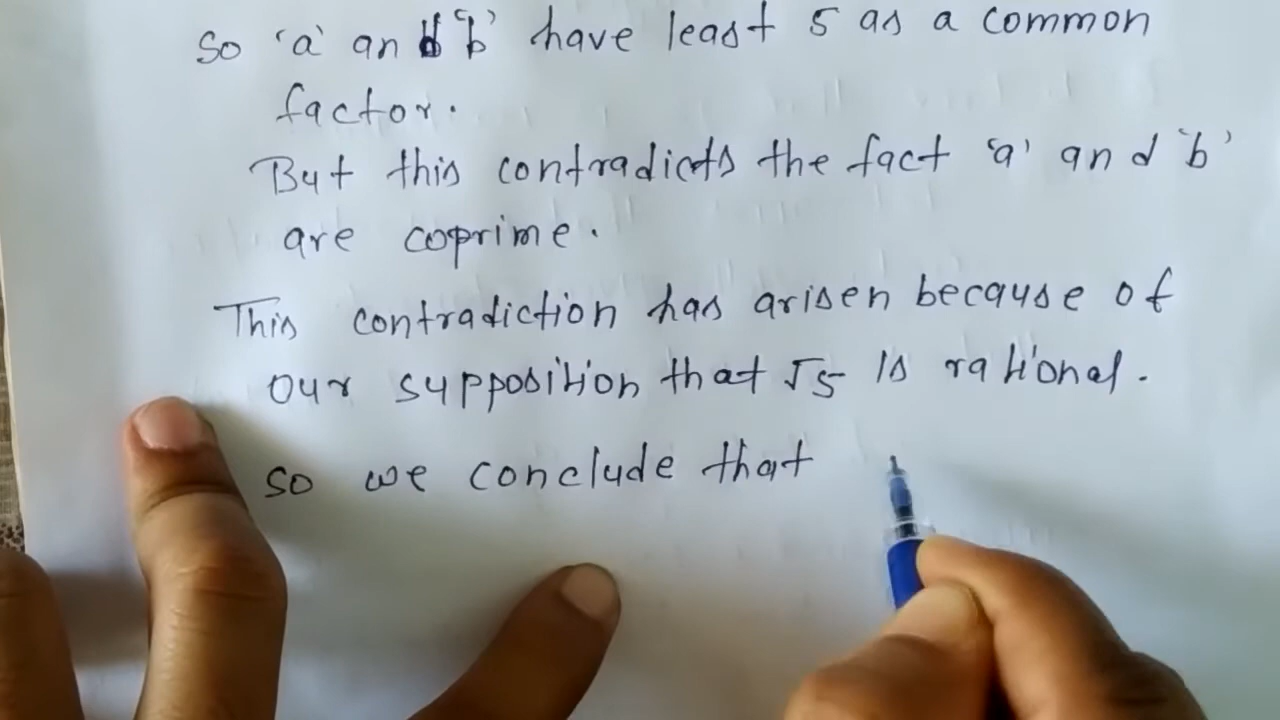 So 'a' and 'b' have least 5 as a common
factor.
But this contradicts the fact 'a' and 'b'
are coprime.
This contradiction has arisen because of
our supposition that √5 is rational.
so we conclude that